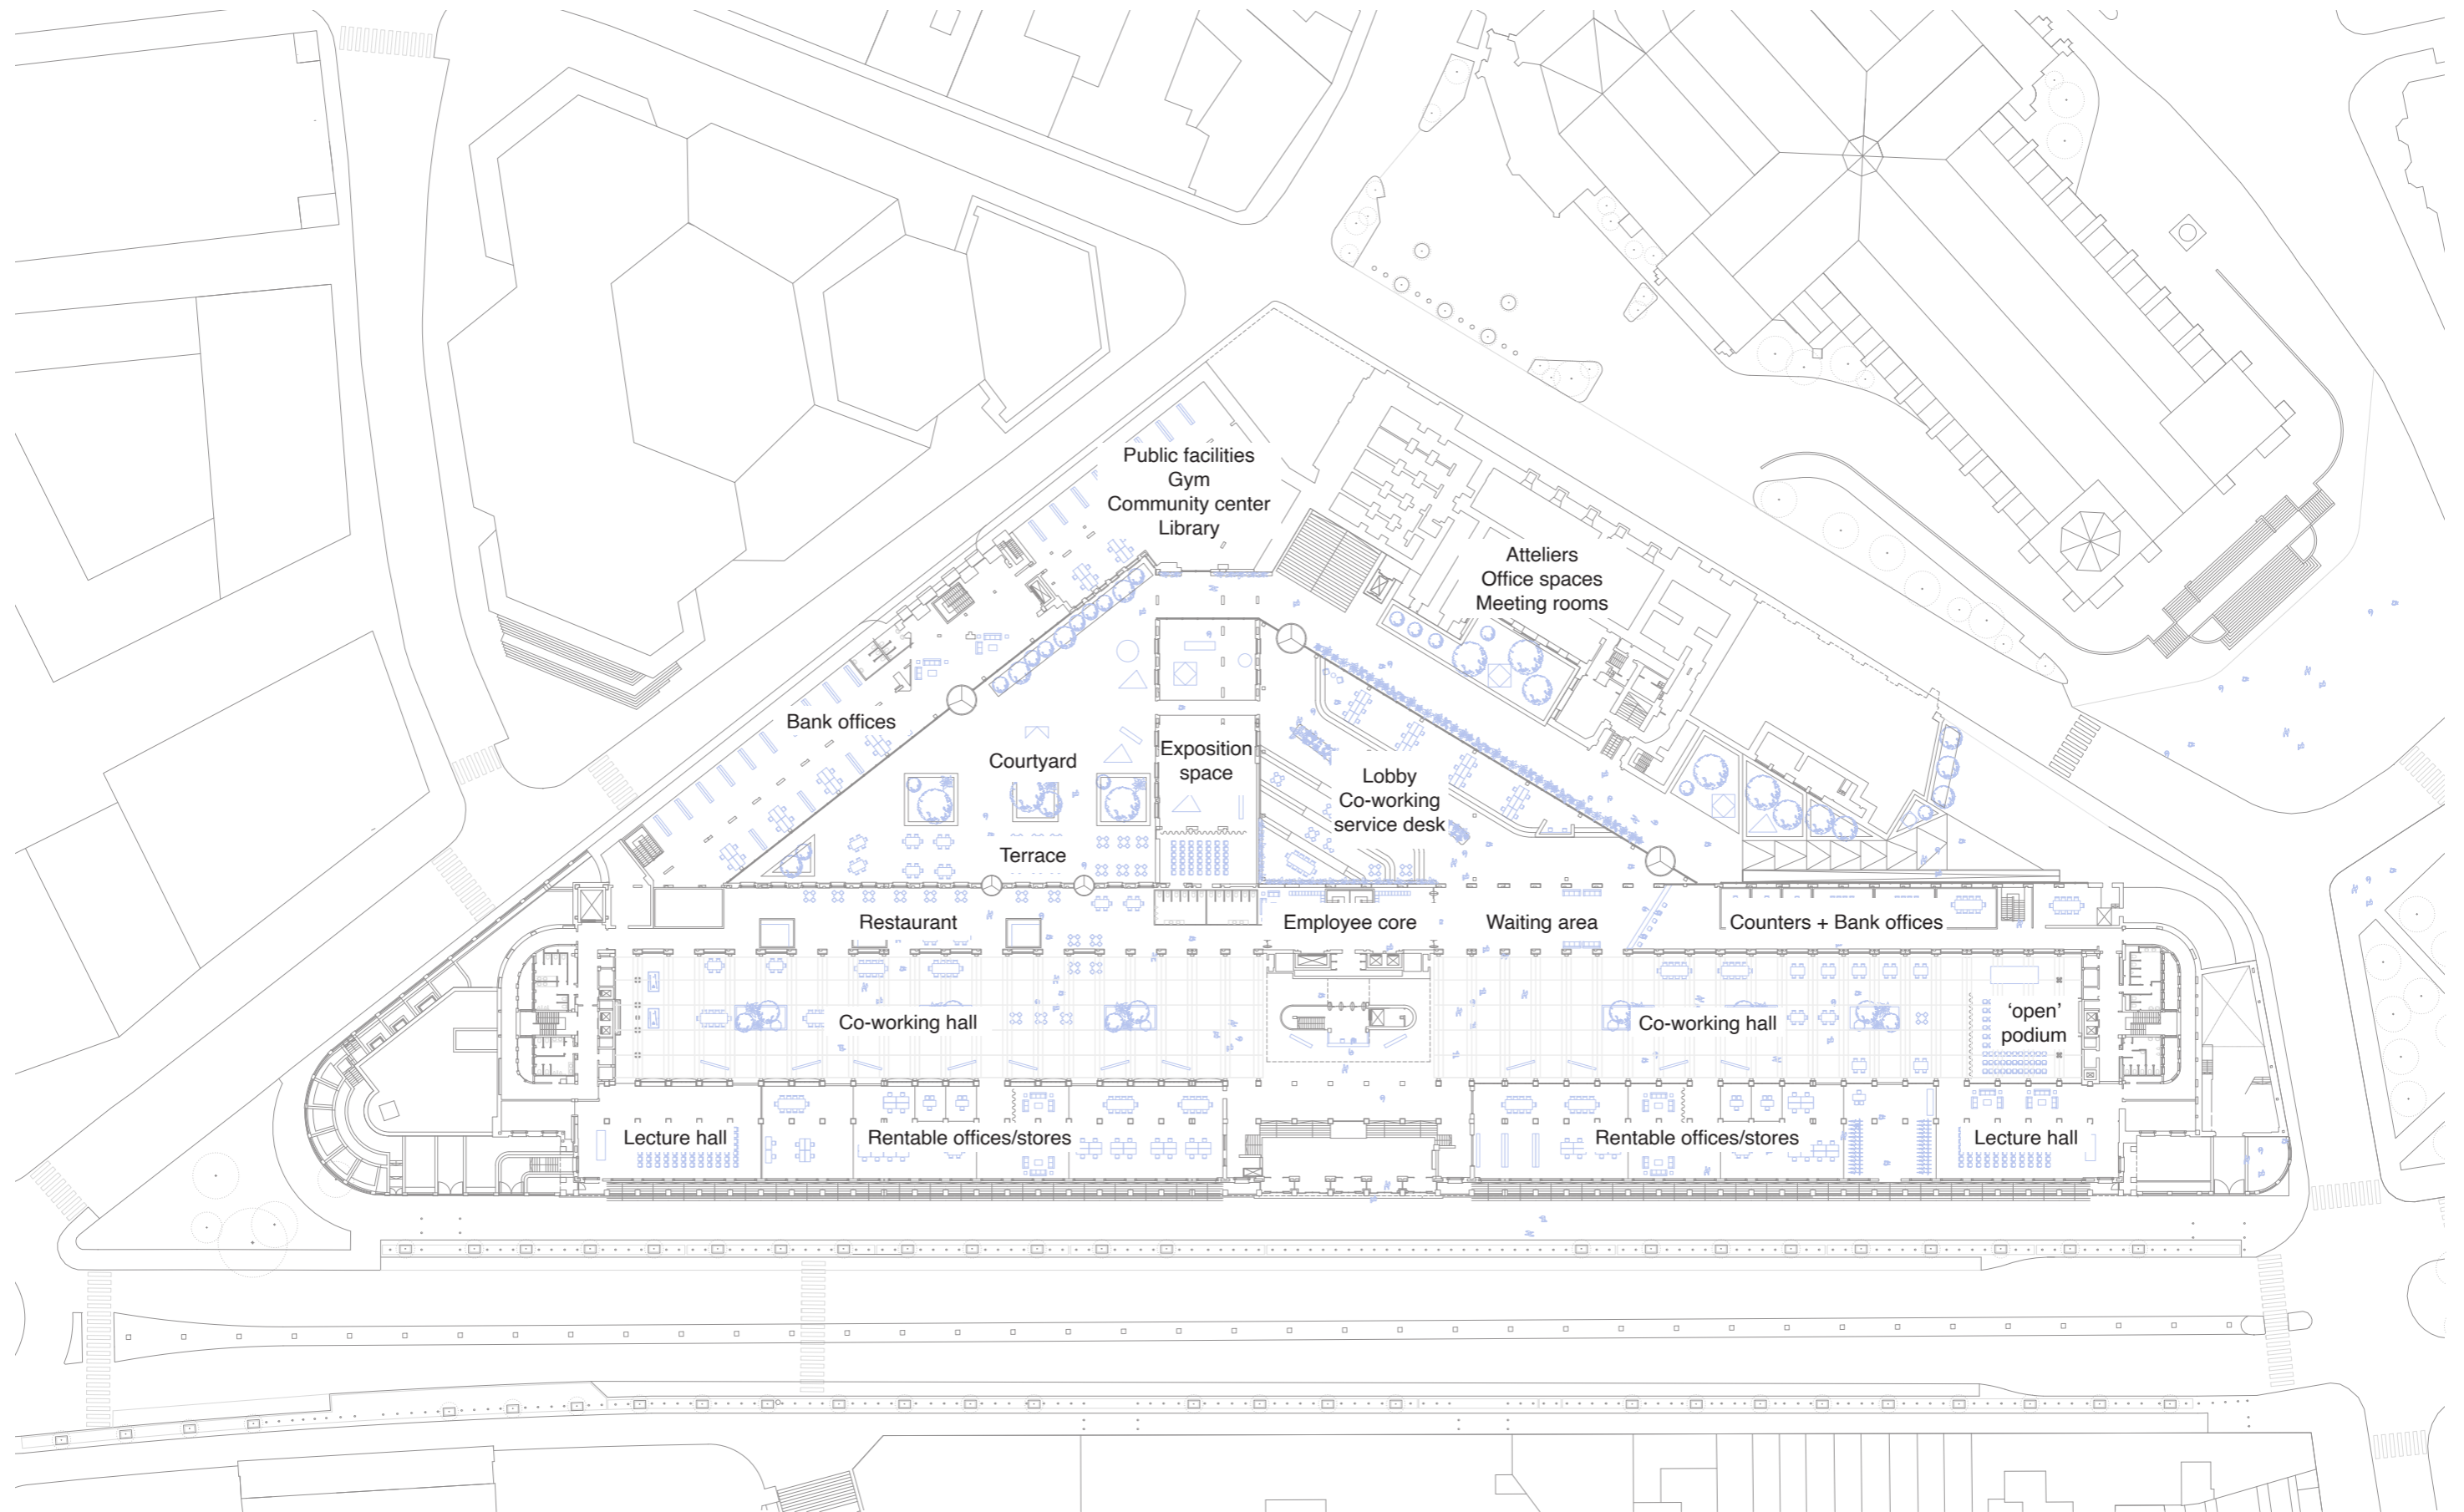 Public facilities
Gym
Community center
Library
Atteliers
Office spaces
Meeting rooms
Bank offices
Courtyard
Exposition
space
Lobby
Co-working
service desk
Terrace
Restaurant
Employee core
Waiting area
Counters + Bank offices
Co-working hall
Co-working hall
‘open’
podium
Lecture hall
Rentable offices/stores
Rentable offices/stores
Lecture hall